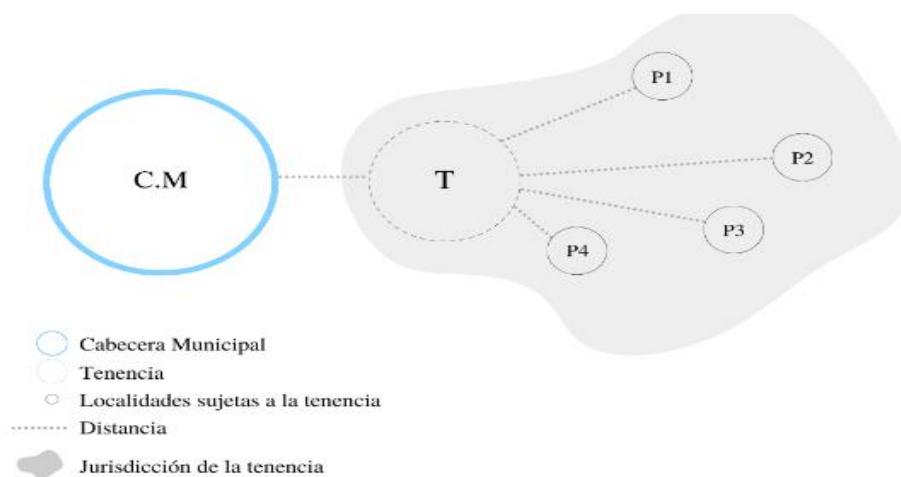 P1
C.M
T
P2
P3
P4
Cabecera Municipal
Tenencia
Localidades sujetas a la tenencia
Distancia
Jurisdicción de la tenencia